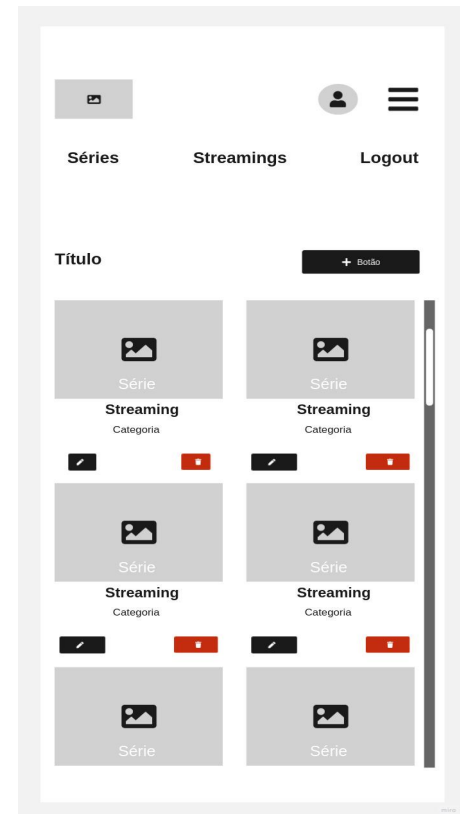 Séries Streamings Logout
Título
Botão
Série Série
Streaming Streaming
Categoria Categoria
Série Série
Streaming Streaming
Categoria Categoria
Série Série